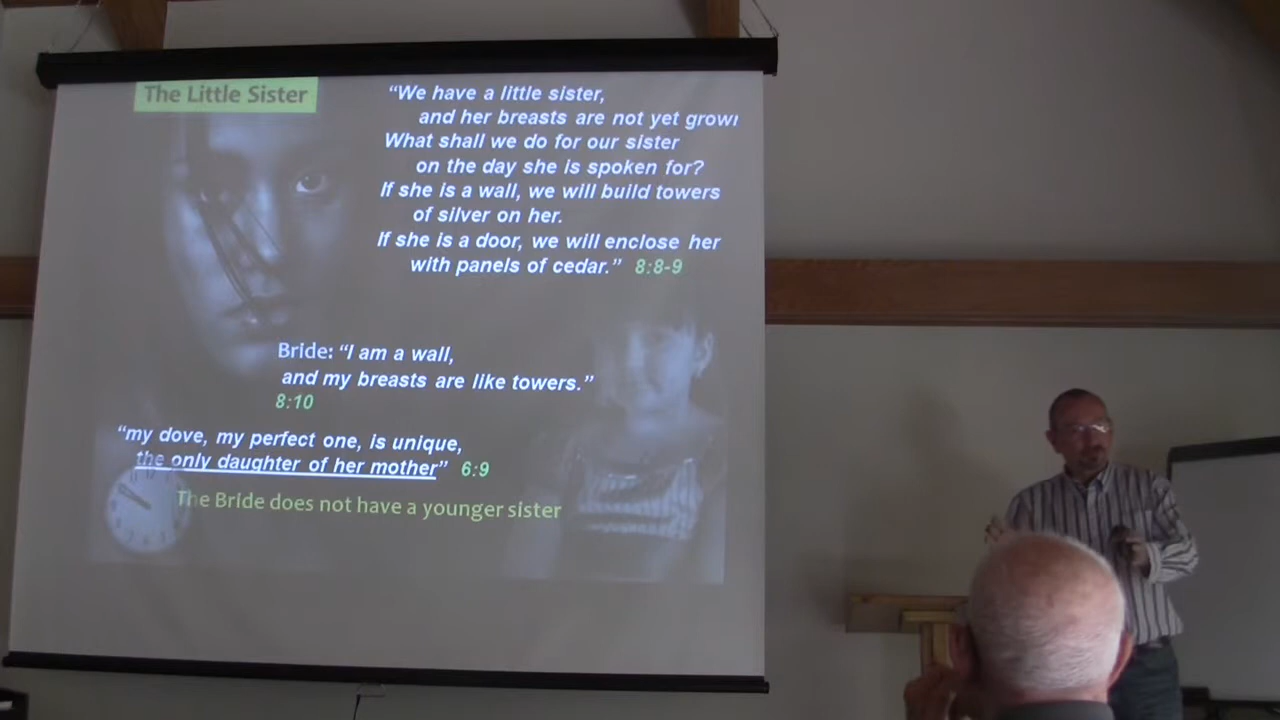 The Little Sister
“We have a little sister,
and her breasts are not yet grown
What shall we do for our sister
on the day she is spoken for?
If she is a wall, we will build towers
of silver on her.
If she is a door, we will enclose her
with panels of cedar.” 8:8-9
Bride: “I am a wall,
and my breasts are like towers.”
8:10
“my dove, my perfect one, is unique,
the only daughter of her mother” 6:9
The Bride does not have a younger sister